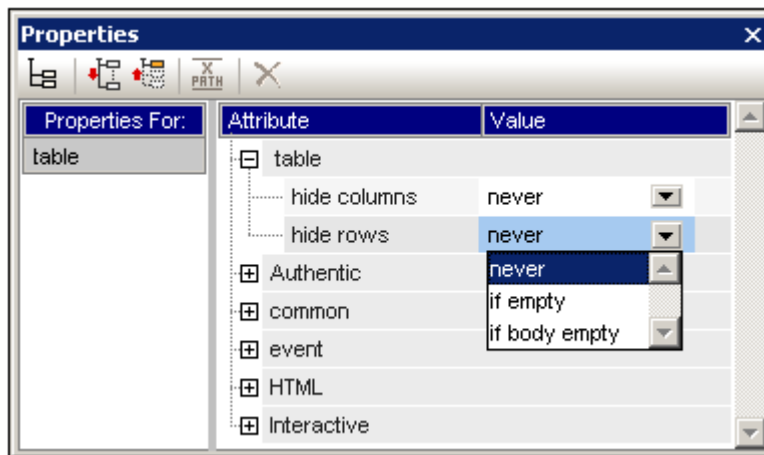 Properties
X
PATH
Properties For:
Attribute
Value
table
table
hide columns
never
hide rows
never
never
if empty
if body empty
Authentic
common
event
HTML
Interactive